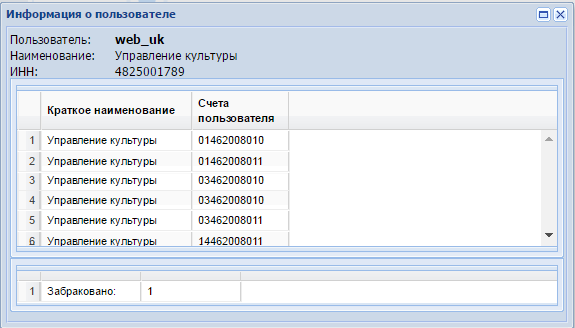 Информация о пользователе
Пользователь: web_uk
Наименование: Управление культуры
ИНН: 4825001789
Краткое наименование Счета пользователя
1 Управление культуры 01462008010
2 Управление культуры 01462008011
3 Управление культуры 03462008010
4 Управление культуры 03462008010
5 Управление культуры 03462008011
6 Управление культуры 14462008011
1 Забраковано: 1